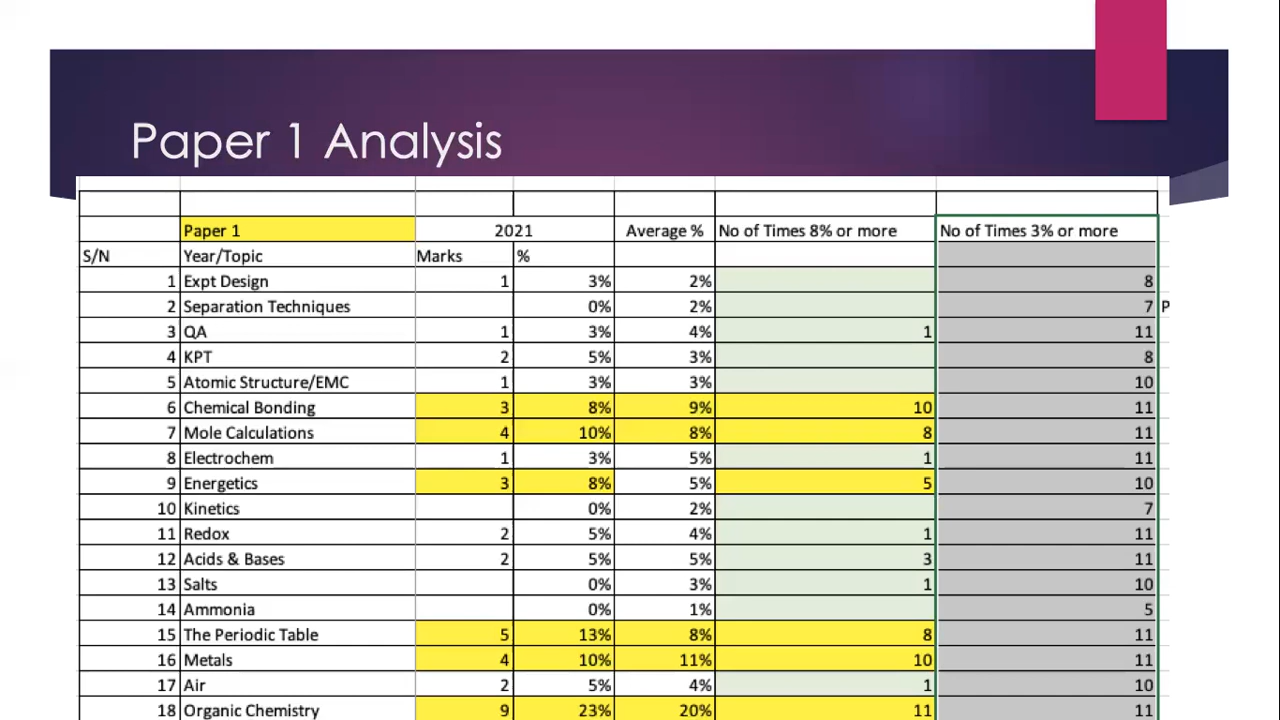 Paper 1 Analysis
Paper 1 2021 Average % No of Times 8% or more No of Times 3% or more
S/N Year/Topic Marks %
1 Expt Design 1 3% 2% 8
2 Separation Techniques 0% 2% 7 P
3 QA 1 3% 4% 1 11
4 KPT 2 5% 3% 8
5 Atomic Structure/EMC 1 3% 3% 10
6 Chemical Bonding 3 8% 9% 10 11
7 Mole Calculations 4 10% 8% 8 11
8 Electrochem 1 3% 5% 1 11
9 Energetics 3 8% 5% 5 10
10 Kinetics 0% 2% 7
11 Redox 2 5% 4% 1 11
12 Acids & Bases 2 5% 5% 3 11
13 Salts 0% 3% 1 10
14 Ammonia 0% 1% 5
15 The Periodic Table 5 13% 8% 8 11
16 Metals 4 10% 11% 10 11
17 Air 2 5% 4% 1 10
18 Organic Chemistry 9 23% 20% 11 11